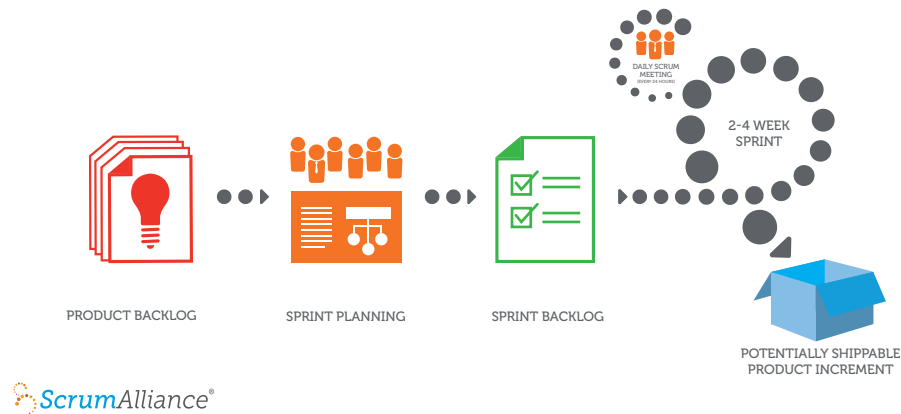 DAILY SCRUM
MEETING
(EVERY 24 HOURS)
2-4 WEEK
SPRINT
PRODUCT BACKLOG
SPRINT PLANNING
SPRINT BACKLOG
POTENTIALLY SHIPPABLE
PRODUCT INCREMENT
ScrumAlliance®